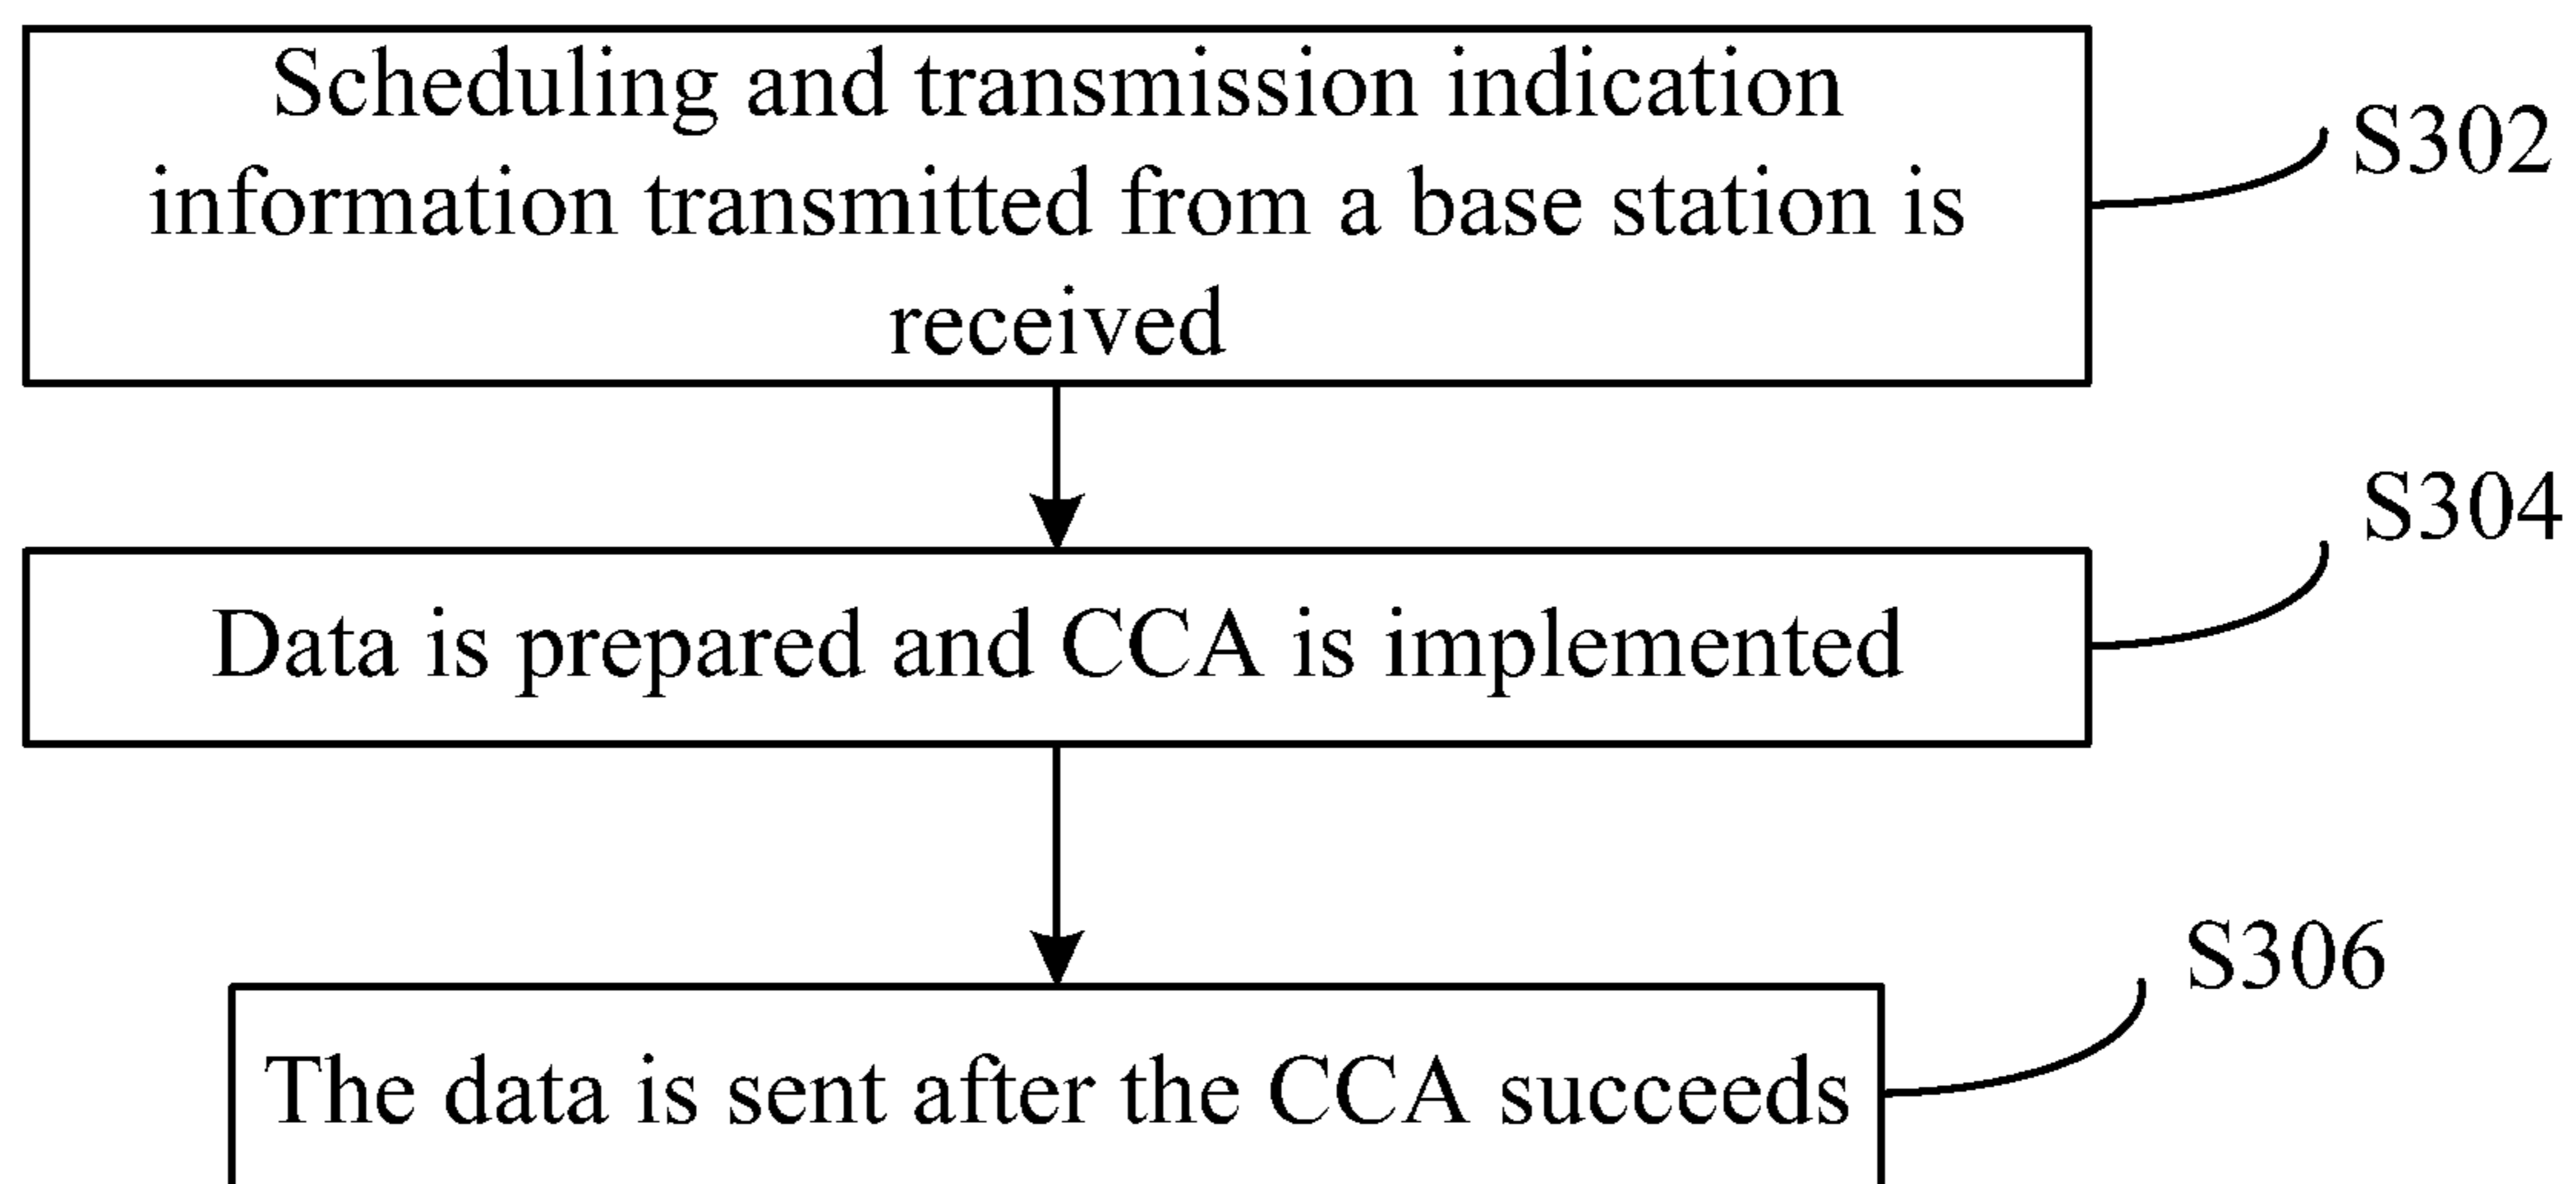 Scheduling and transmission indication
information transmitted from a base station is
received
S302
Data is prepared and CCA is implemented
S304
The data is sent after the CCA succeeds
S306